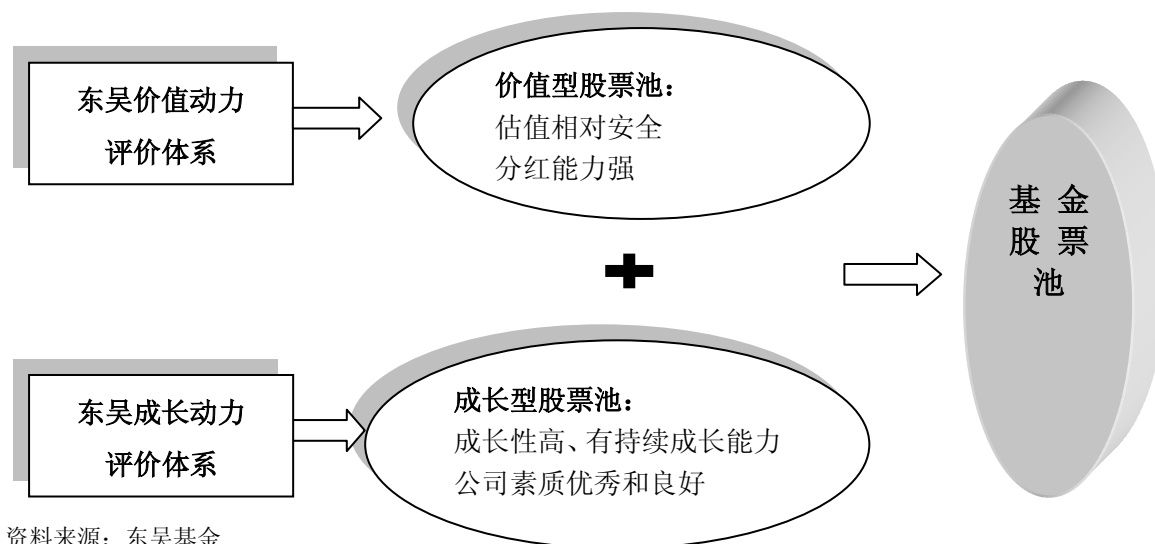 东吴价值动力
评价体系
价值型股票池：
估值相对安全
分红能力强
基 金
股 票
池
东吴成长动力
评价体系
成长型股票池：
成长性高、有持续成长能力
公司素质优秀和良好
资料来源：东吴基金